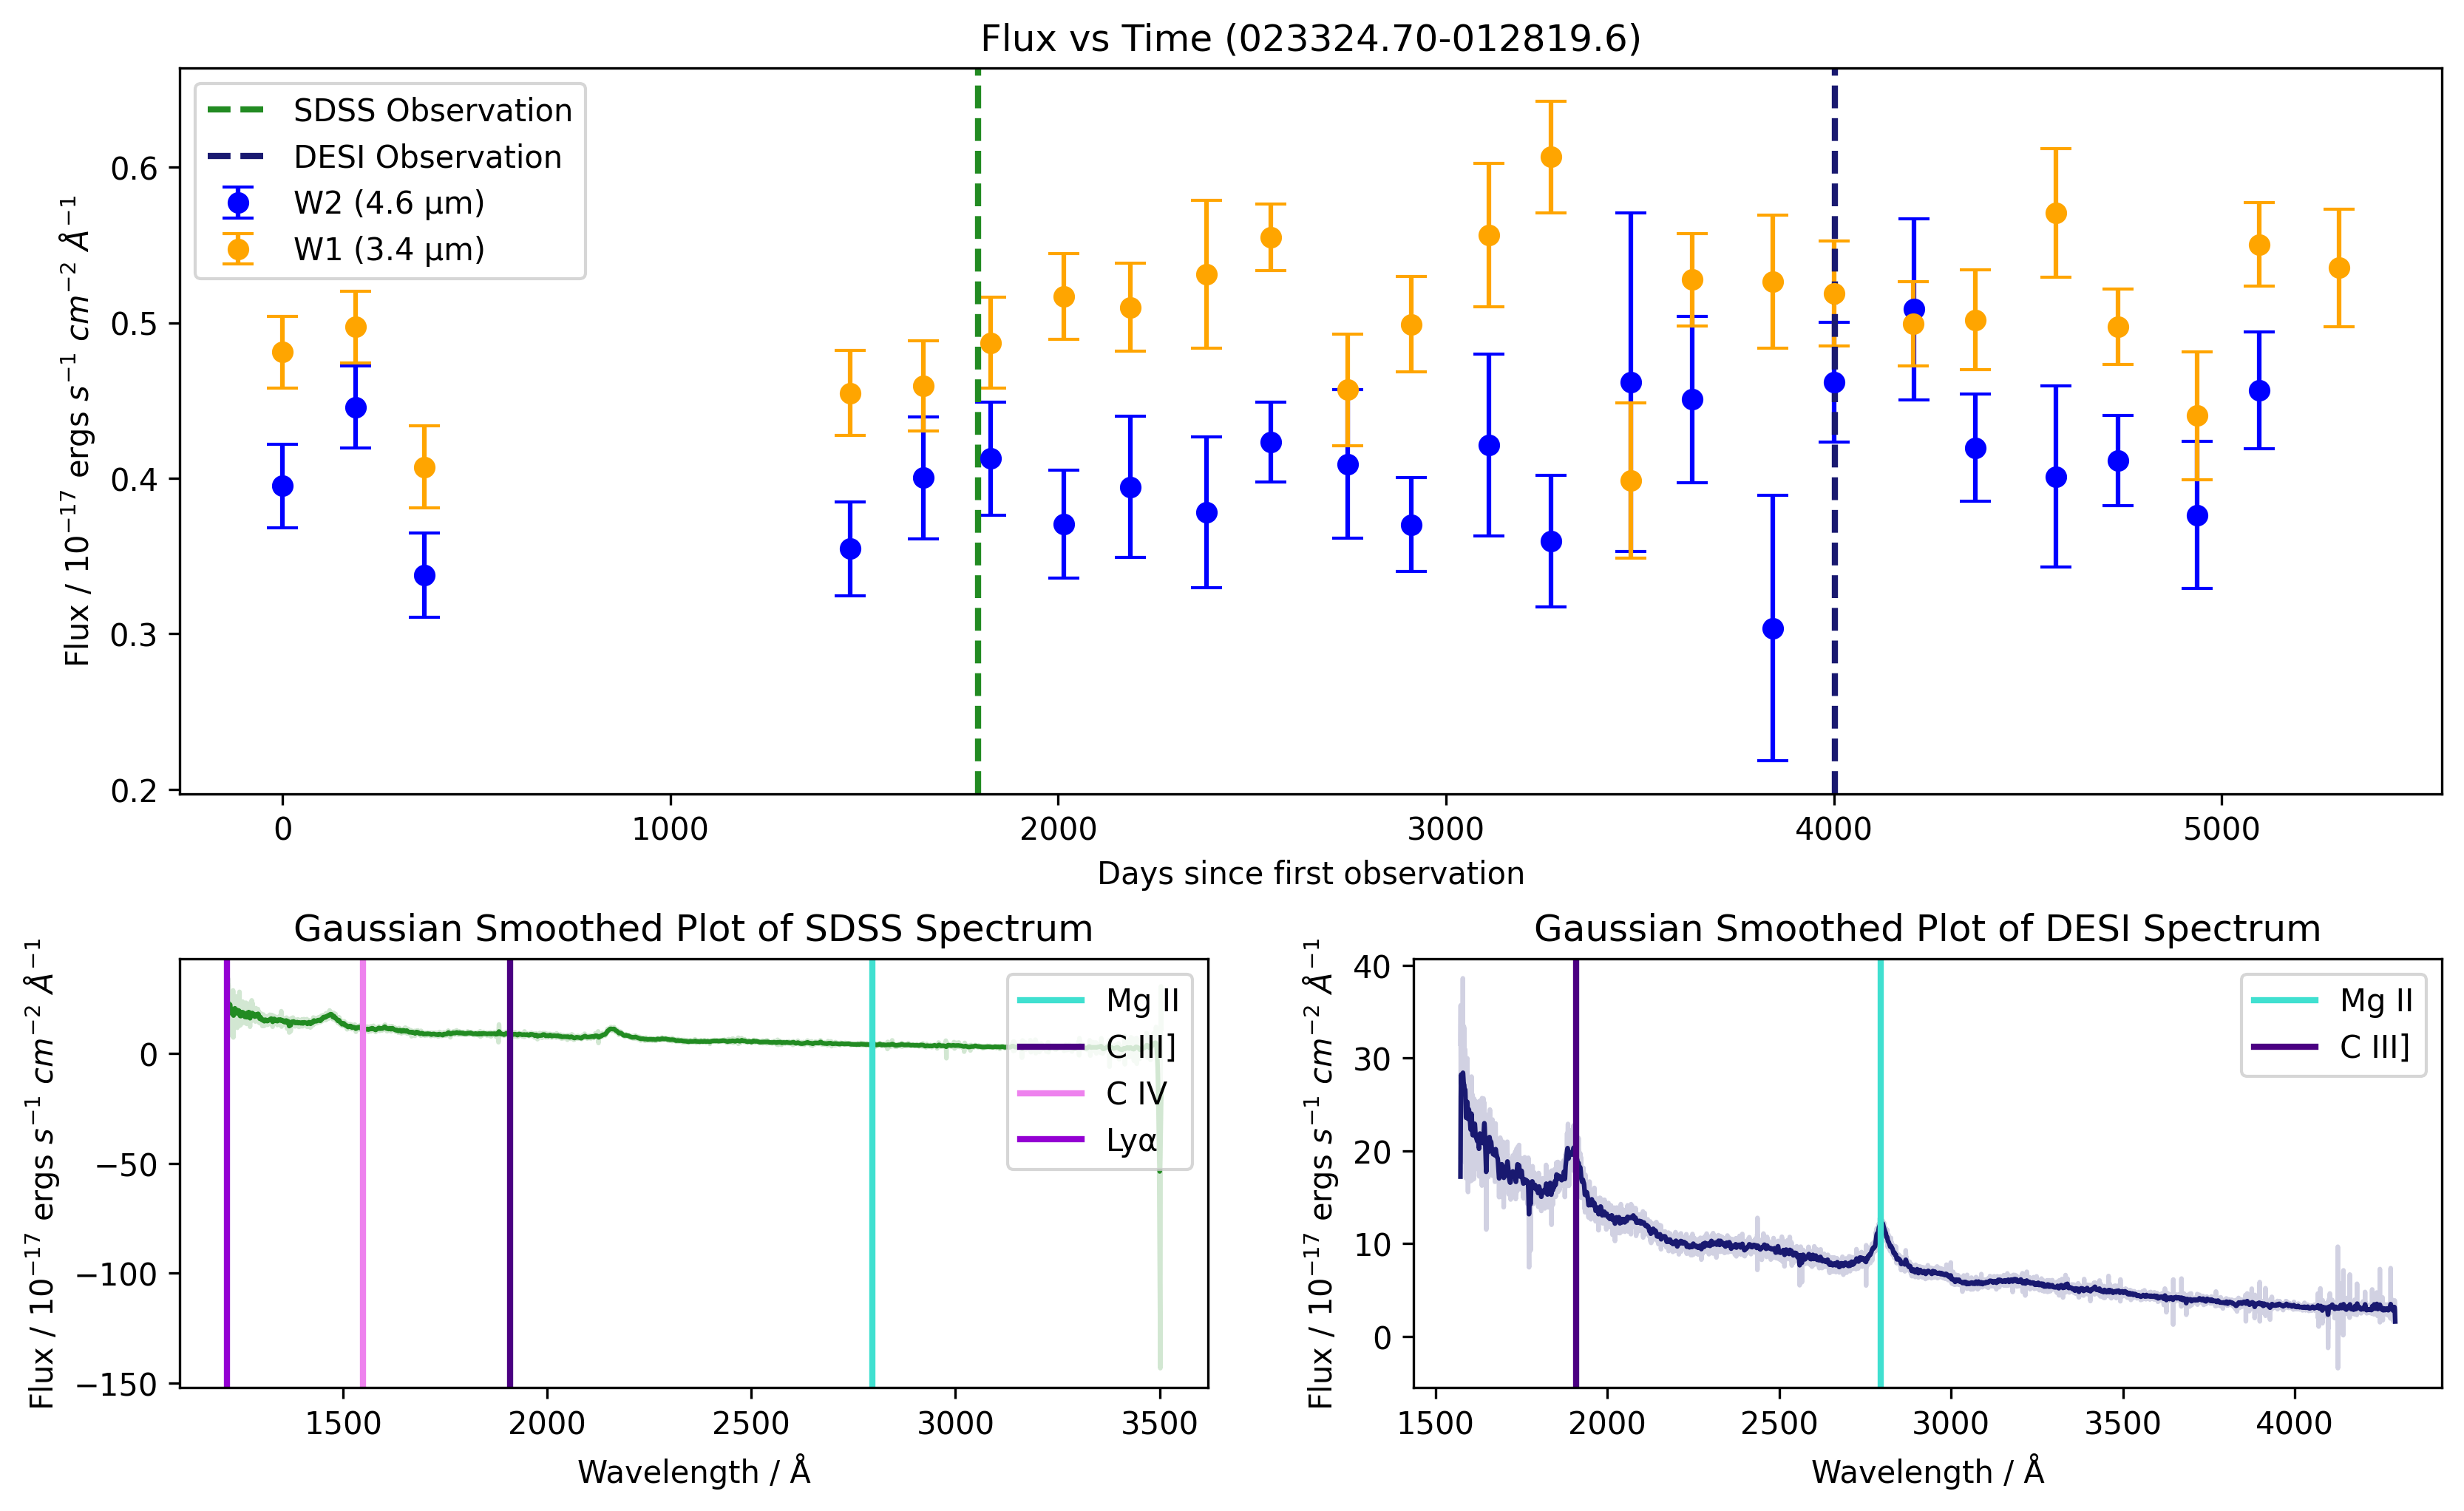 Flux vs Time (023324.70-012819.6)
Flux / 10⁻¹⁷ ergs s⁻¹ cm⁻² Å⁻¹
SDSS Observation
DESI Observation
W2 (4.6 μm)
W1 (3.4 μm)
0.6
0.5
0.4
0.3
0.2
0 1000 2000 3000 4000 5000
Days since first observation
Gaussian Smoothed Plot of SDSS Spectrum
Flux / 10⁻¹⁷ ergs s⁻¹ cm⁻² Å⁻¹
0
−50
−100
−150
Mg II
C III]
C IV
Lyα
1500 2000 2500 3000 3500
Wavelength / Å
Gaussian Smoothed Plot of DESI Spectrum
Flux / 10⁻¹⁷ ergs s⁻¹ cm⁻² Å⁻¹
40
30
20
10
0
Mg II
C III]
1500 2000 2500 3000 3500 4000
Wavelength / Å